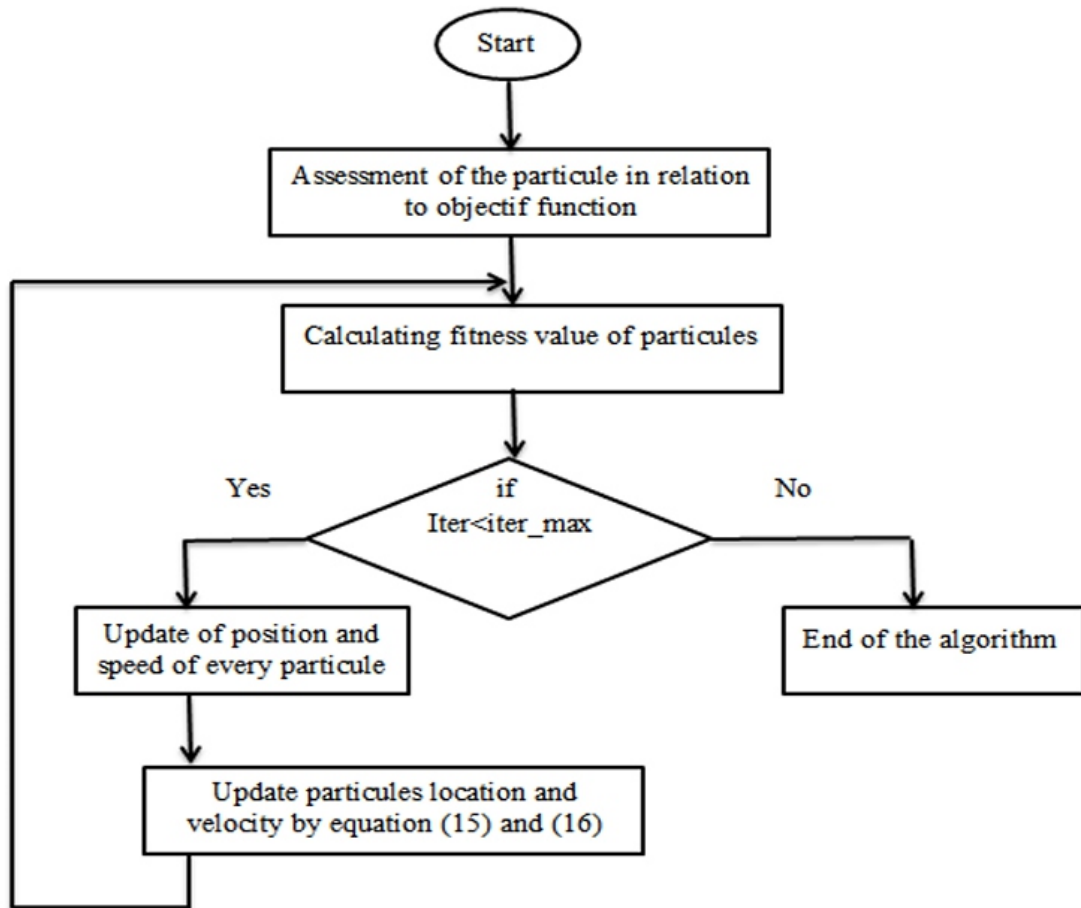 Start
Assessment of the particule in relation
to objectif function
Calculating fitness value of particules
Yes
if
No
Iter<iter_max
Update of position and
speed of every particule
End of the algorithm
Update particules location and
velocity by equation (15) and (16)